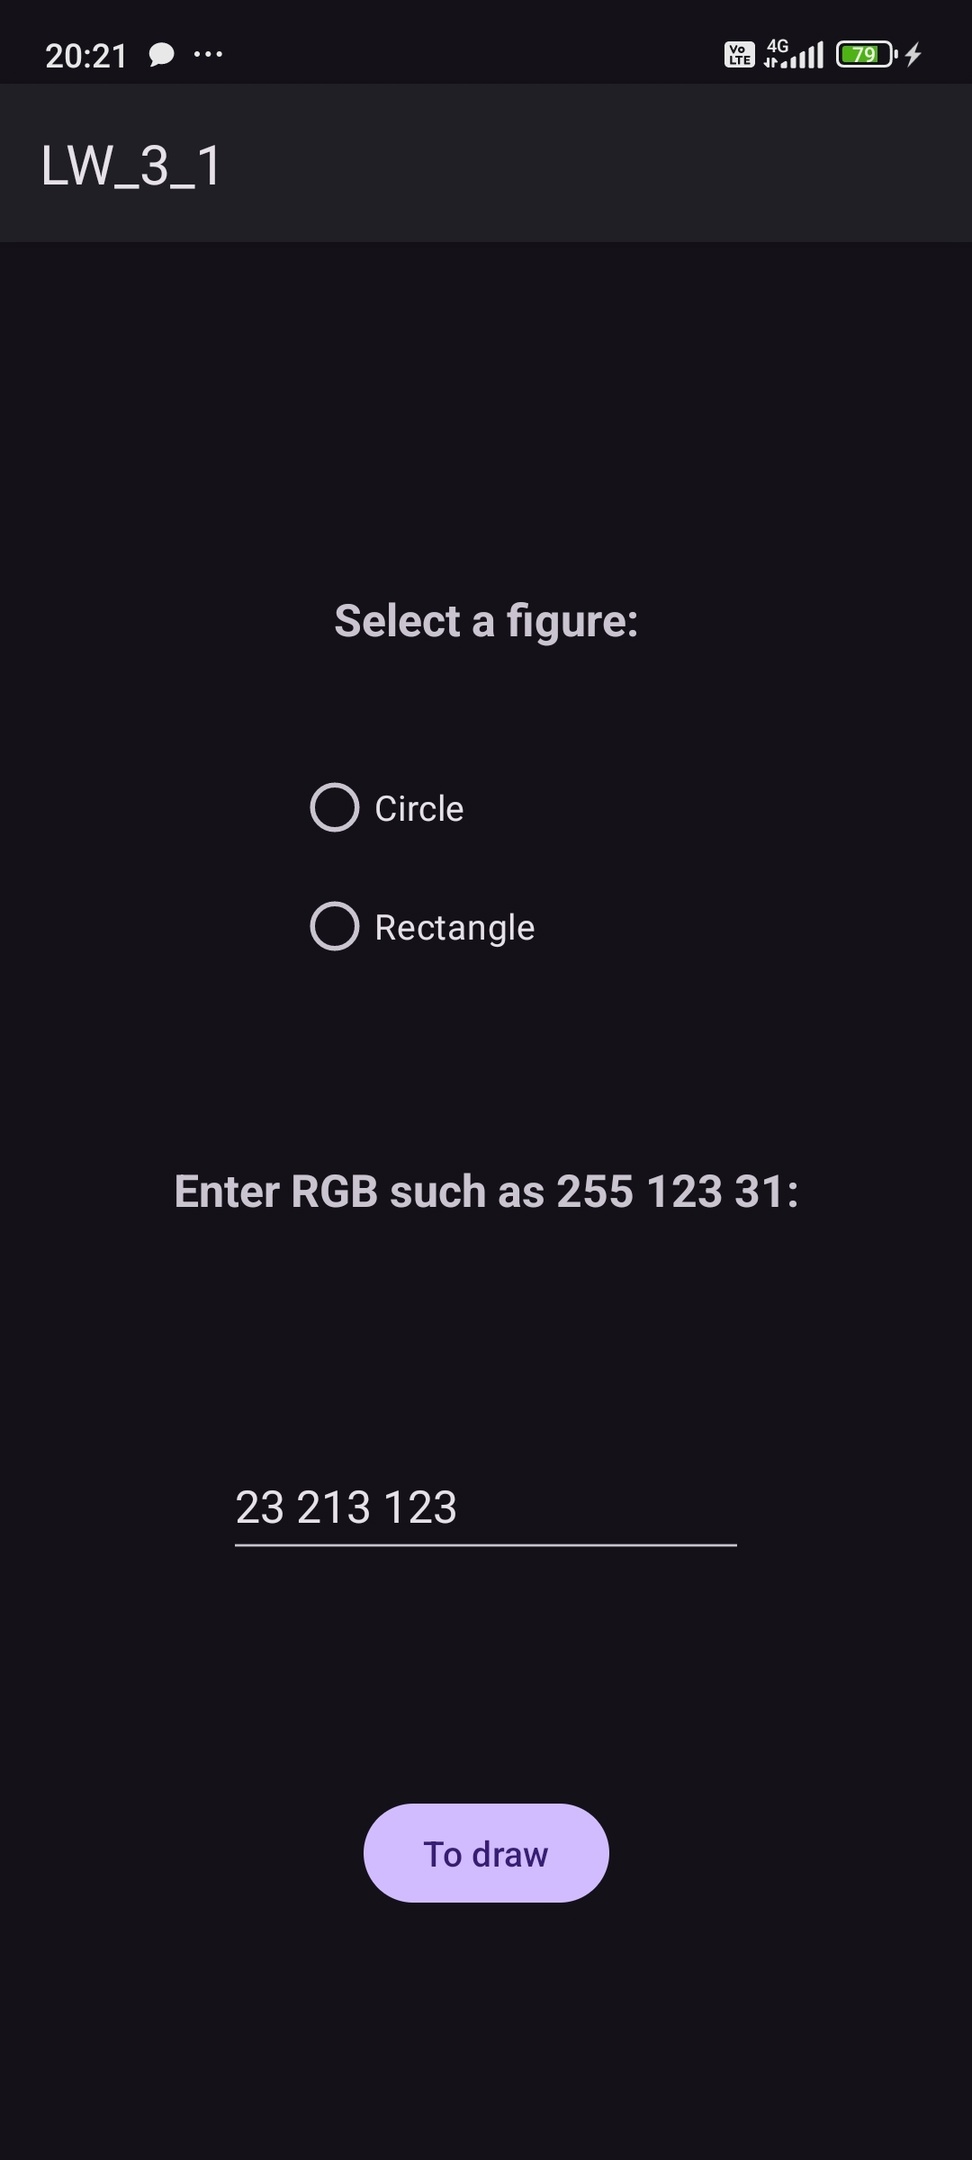 20:21 ... Vo LTE 4G 79
LW_3_1
Select a figure:
Circle
Rectangle
Enter RGB such as 255 123 31:
23 213 123
To draw